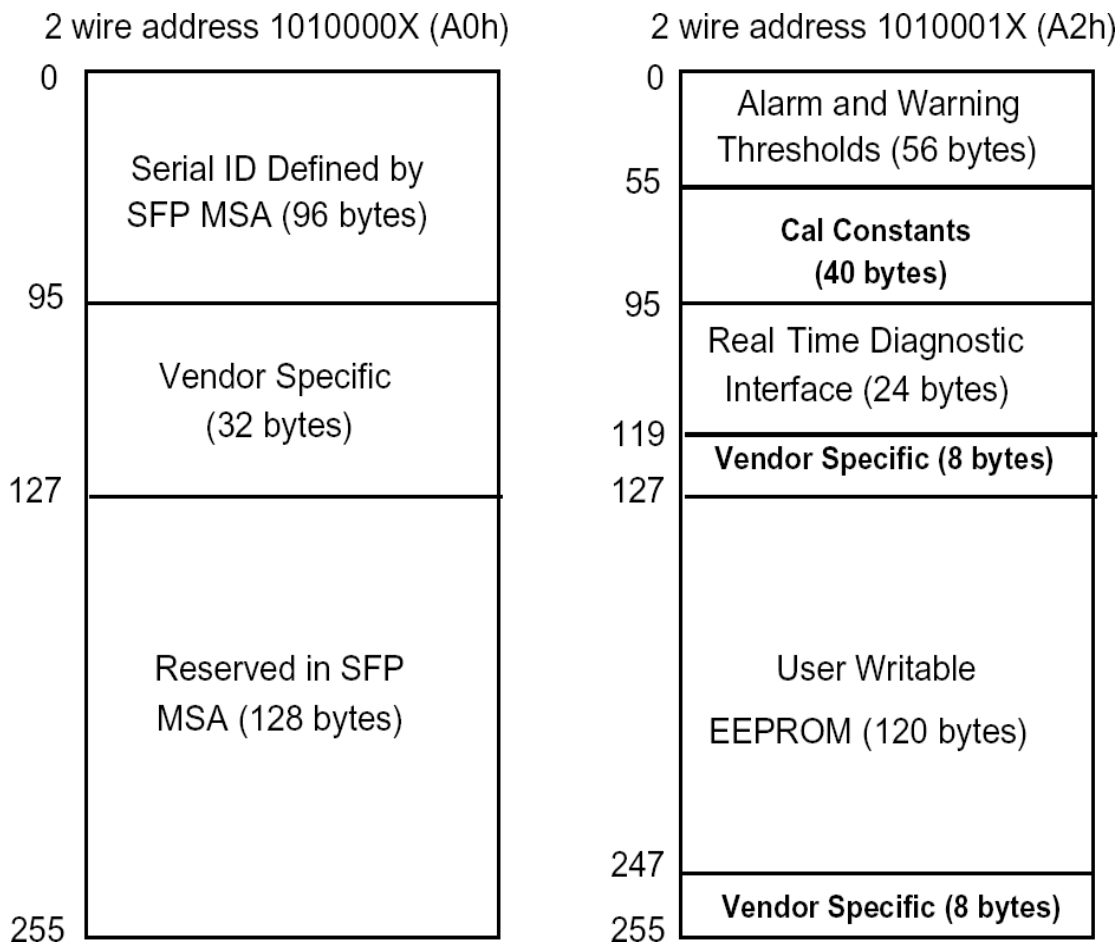 2 wire address 1010000X (A0h)
0
Serial ID Defined by
SFP MSA (96 bytes)
95
Vendor Specific
(32 bytes)
127
Reserved in SFP
MSA (128 bytes)
255
2 wire address 1010001X (A2h)
0
Alarm and Warning
Thresholds (56 bytes)
55
Cal Constants
(40 bytes)
95
Real Time Diagnostic
Interface (24 bytes)
119
Vendor Specific (8 bytes)
127
User Writable
EEPROM (120 bytes)
247
Vendor Specific (8 bytes)
255